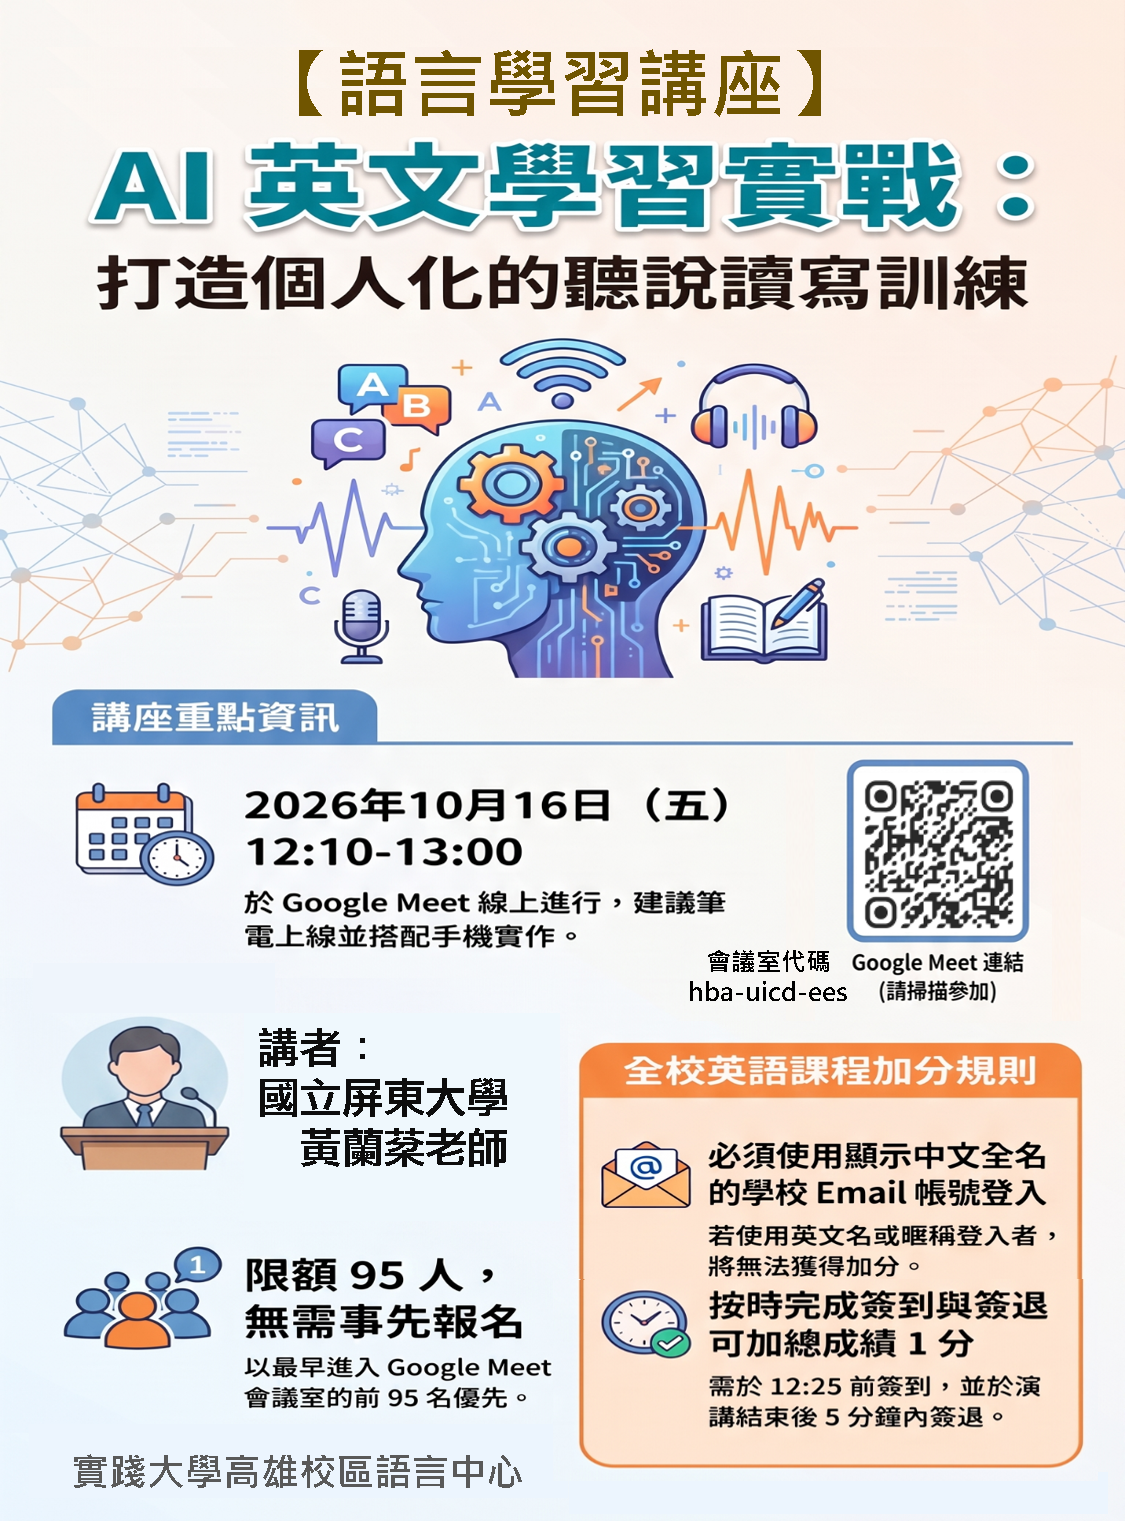 【語言學習講座】
AI 英文學習實戰：
打造個人化的聽說讀寫訓練
A
B
C
A
C
講座重點資訊
2026年10月16日（五）
12:10-13:00
於 Google Meet 線上進行，建議筆
電上線並搭配手機實作。
會議室代碼
hba-uicd-ees
Google Meet 連結
(請掃描參加)
講者：
國立屏東大學
黃蘭棻老師
1
限額 95 人，
無需事先報名
以最早進入 Google Meet
會議室的前 95 名優先。
全校英語課程加分規則
@
必須使用顯示中文全名
的學校 Email 帳號登入
若使用英文名或暱稱登入者，
將無法獲得加分。
按時完成簽到與簽退
可加總成績 1 分
需於 12:25 前簽到，並於演
講結束後 5 分鐘內簽退。
實踐大學高雄校區語言中心